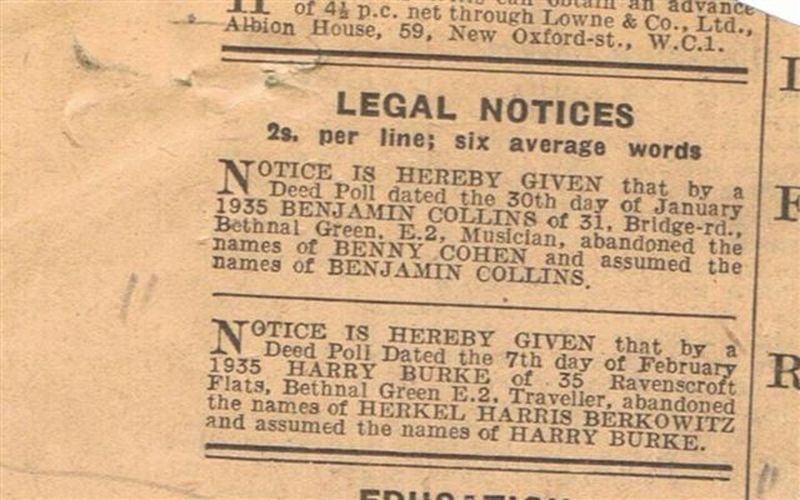 can obtain an advance
of 4½ p.c. net through Lowne & Co., Ltd.,
Albion House, 59, New Oxford-st., W.C.1.
LEGAL NOTICES
2s. per line; six average words
NOTICE IS HEREBY GIVEN that by a
Deed Poll dated the 30th day of January
1935 BENJAMIN COLLINS of 31, Bridge-rd.,
Bethnal Green, E.2, Musician, abandoned the
names of BENNY COHEN and assumed the
names of BENJAMIN COLLINS.
NOTICE IS HEREBY GIVEN that by a
Deed Poll Dated the 7th day of February
1935 HARRY BURKE of 35 Ravenscroft
Flats, Bethnal Green E.2. Traveller, abandoned
the names of HERKEL HARRIS BERKOWITZ
and assumed the names of HARRY BURKE.
EDUCATION